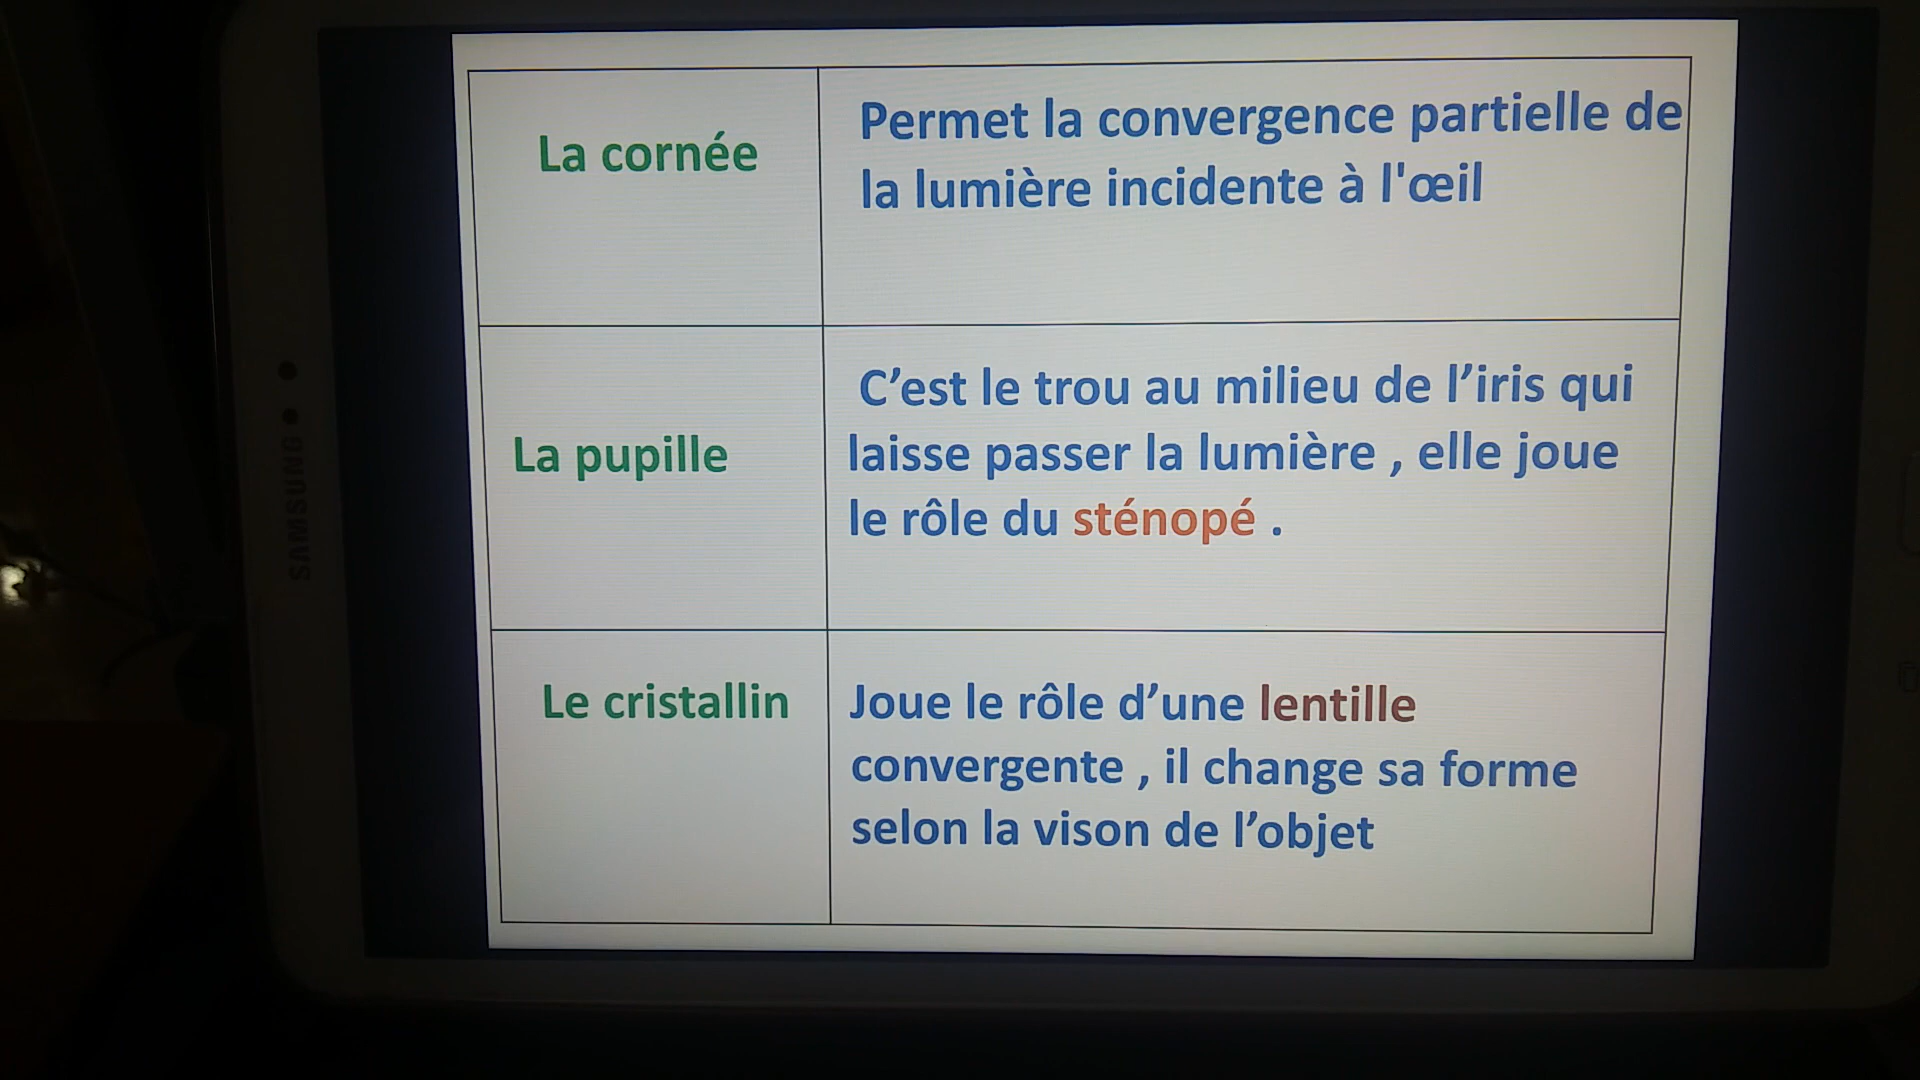 La cornée
Permet la convergence partielle de
la lumière incidente à l'œil
La pupille
C’est le trou au milieu de l’iris qui
laisse passer la lumière , elle joue
le rôle du sténopé .
Le cristallin
Joue le rôle d’une lentille
convergente , il change sa forme
selon la vison de l’objet
SAMSUNG